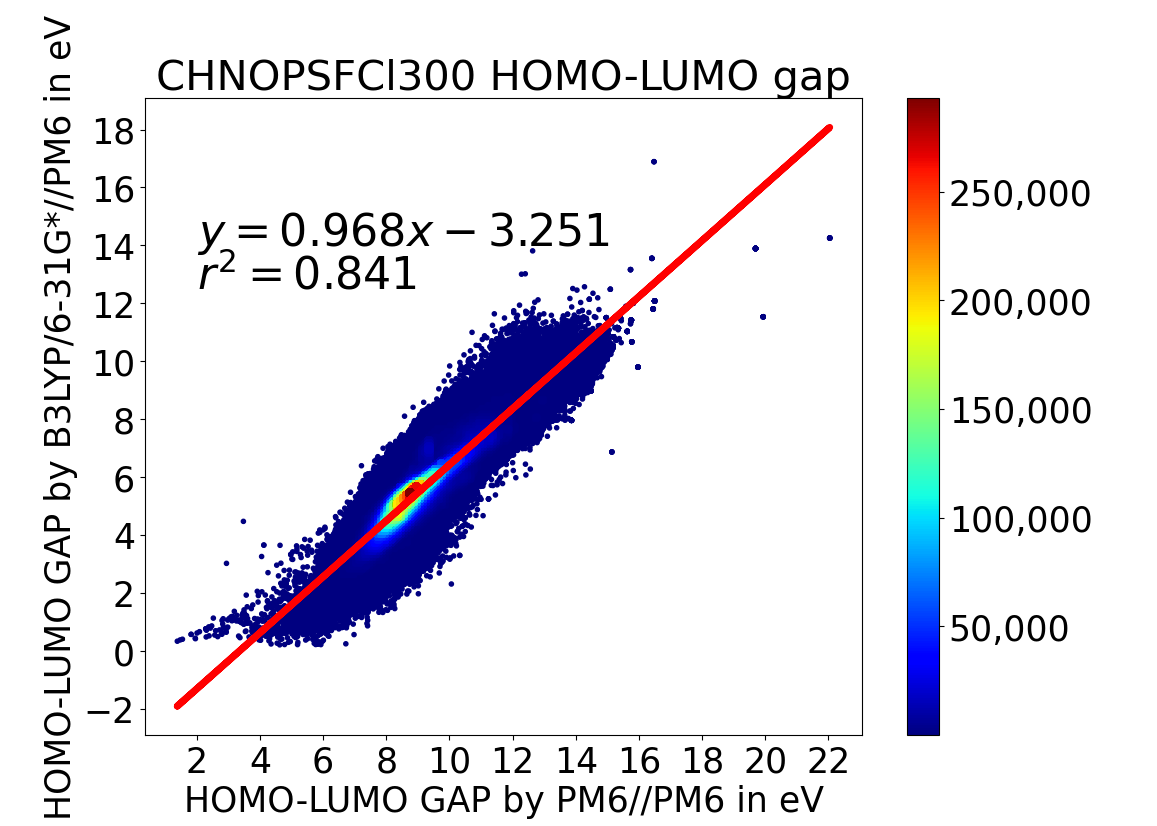 CHNOPSFCl300 HOMO-LUMO gap
HOMO-LUMO GAP by B3LYP/6-31G*//PM6 in eV
18
16
14
12
10
8
6
4
2
0
−2
y = 0.968x − 3.251
r² = 0.841
2 4 6 8 10 12 14 16 18 20 22
HOMO-LUMO GAP by PM6//PM6 in eV
250,000
200,000
150,000
100,000
50,000